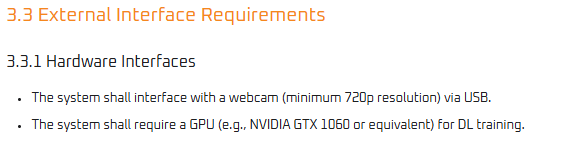 3.3 External Interface Requirements
3.3.1 Hardware Interfaces
• The system shall interface with a webcam (minimum 720p resolution) via USB.
• The system shall require a GPU (e.g., NVIDIA GTX 1060 or equivalent) for DL training.